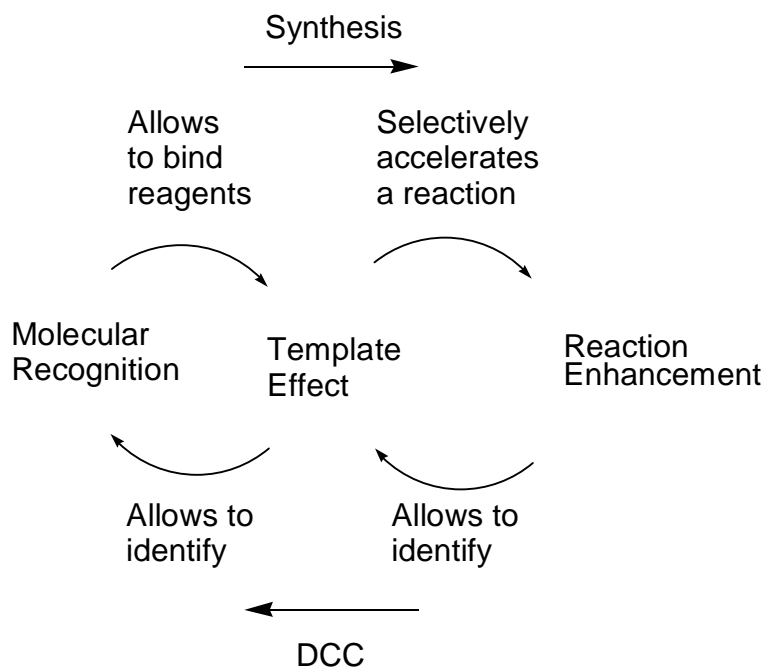 Synthesis
Allows
to bind
reagents
Selectively
accelerates
a reaction
Molecular
Recognition
Template
Effect
Reaction
Enhancement
Allows to
identify
Allows to
identify
DCC